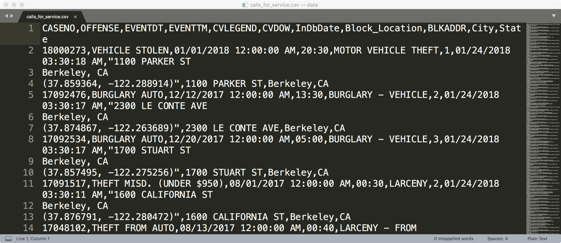 calls_for_service.csv — data
calls_for_service.csv
1 CASENO,OFFENSE,EVENTDT,EVENTTM,CVLEGEND,CVDOW,InDbDate,Block_Location,BLKADDR,City,Stat
e
2 18000273,VEHICLE STOLEN,01/01/2018 12:00:00 AM,20:30,MOTOR VEHICLE THEFT,1,01/24/2018
03:30:18 AM,"1100 PARKER ST
3 Berkeley, CA
4 (37.859364, -122.288914)",1100 PARKER ST,Berkeley,CA
5 17092476,BURGLARY AUTO,12/12/2017 12:00:00 AM,13:30,BURGLARY - VEHICLE,2,01/24/2018
03:30:17 AM,"2300 LE CONTE AVE
6 Berkeley, CA
7 (37.874867, -122.263689)",2300 LE CONTE AVE,Berkeley,CA
8 17092534,BURGLARY AUTO,12/20/2017 12:00:00 AM,05:00,BURGLARY - VEHICLE,3,01/24/2018
03:30:17 AM,"1700 STUART ST
9 Berkeley, CA
10 (37.857495, -122.275256)",1700 STUART ST,Berkeley,CA
11 17091517,THEFT MISD. (UNDER $950),08/01/2017 12:00:00 AM,00:30,LARCENY,2,01/24/2018
03:30:11 AM,"1600 CALIFORNIA ST
12 Berkeley, CA
13 (37.876791, -122.280472)",1600 CALIFORNIA ST,Berkeley,CA
14 17048102,THEFT FROM AUTO,08/13/2017 12:00:00 AM,00:40,LARCENY - FROM
Line 1, Column 1
0 misspelled words
Spaces: 4
Plain Text